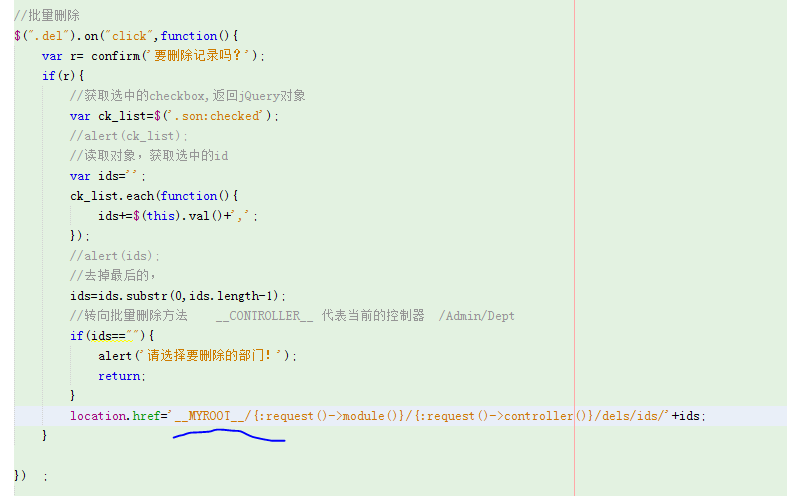 //批量删除
$(".del").on("click",function(){
var r= confirm('要删除记录吗？');
if(r){
//获取选中的checkbox,返回jQuery对象
var ck_list=$('.son:checked');
//alert(ck_list);
//读取对象，获取选中的id
var ids='';
ck_list.each(function(){
ids+=$(this).val()+',';
});
//alert(ids);
//去掉最后的，
ids=ids.substr(0,ids.length-1);
//转向批量删除方法    __CONTROLLER__ 代表当前的控制器  /Admin/Dept
if(ids==""){
alert('请选择要删除的部门！');
return;
}
location.href='__MYROOT__/{:request()->module()}/{:request()->controller()}/dels/ids/'+ids;
}
})  ;